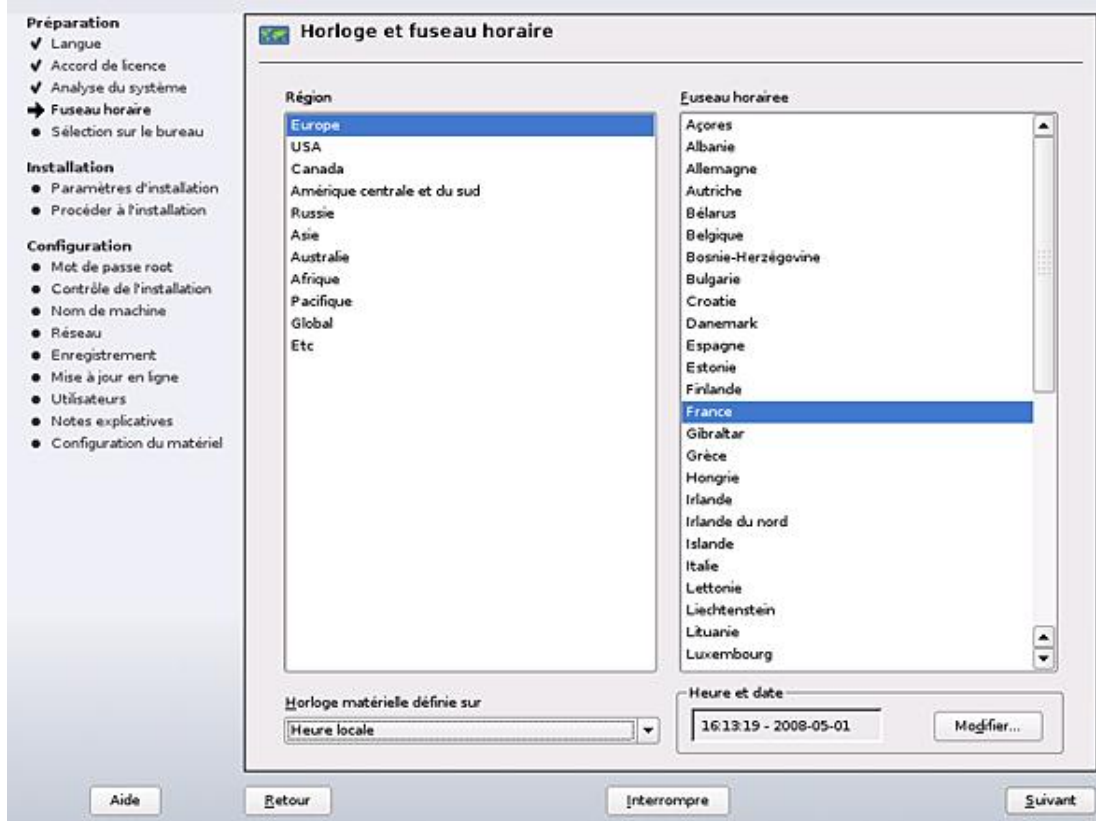 Préparation
Langue
Accord de licence
Analyse du système
Fuseau horaire
Sélection sur le bureau
Installation
Paramètres d'installation
Procéder à l'installation
Configuration
Mot de passe root
Contrôle de l'installation
Nom de machine
Réseau
Enregistrement
Mise à jour en ligne
Utilisateurs
Notes explicatives
Configuration du matériel
Horloge et fuseau horaire
Région
Europe
USA
Canada
Amérique centrale et du sud
Russie
Asie
Australie
Afrique
Pacifique
Global
Etc
Fuseau horairee
Açores
Albanie
Allemagne
Autriche
Bélarus
Belgique
Bosnie-Herzégovine
Bulgarie
Croatie
Danemark
Espagne
Estonie
Finlande
France
Gibraltar
Grèce
Hongrie
Irlande
Irlande du nord
Islande
Italie
Lettonie
Liechtenstein
Lituanie
Luxembourg
Horloge matérielle définie sur
Heure locale
Heure et date
16:13:19 - 2008-05-01
Modifier...
Aide
Retour
Interrompre
Suivant